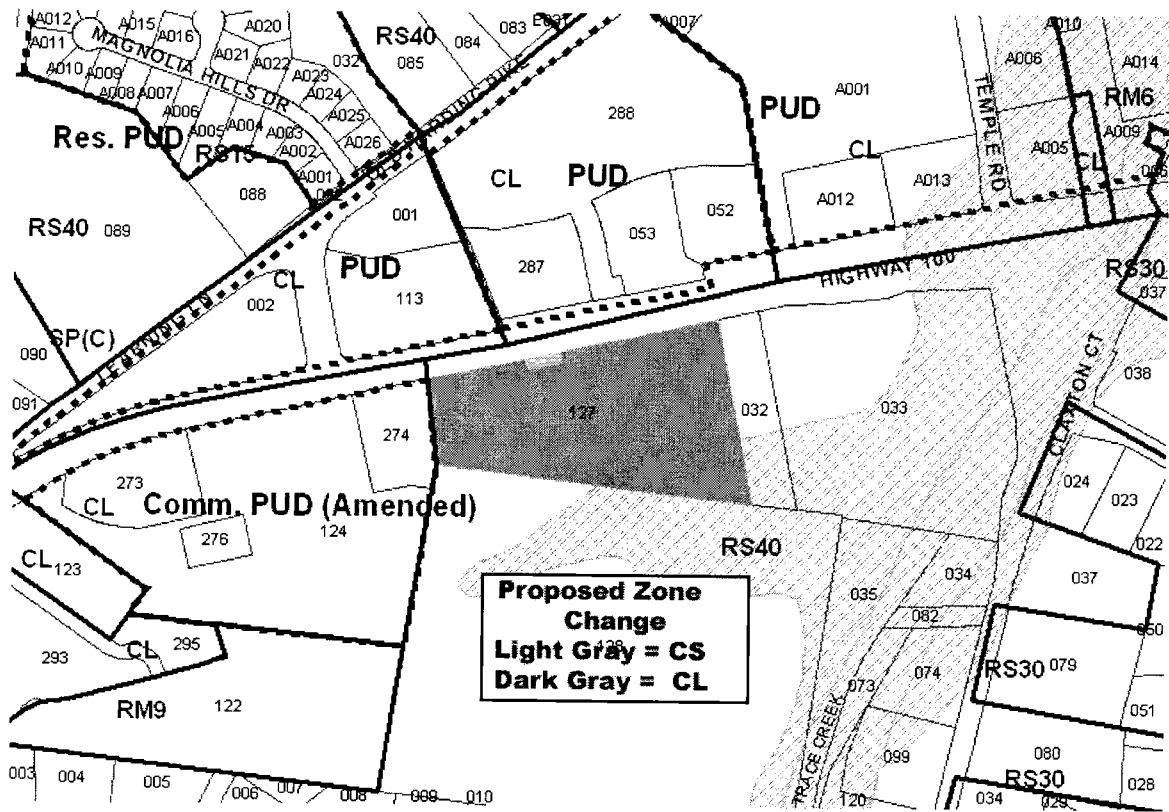 A012
A015
A016
A020
083
084
A007
A010
A011
MAGNOLIA HILLS DR
A021
A022
032
RS40
085
A006
A014
A010
A009
A008
A007
A023
A024
A001
TEMPLE RD
RM6
A006
A005
A004
A003
A025
A026
288
PUD
A009
Res. PUD
RS15
A002
CL
A005
CL
088
A001
CL
PUD
A013
RS40
089
001
052
A012
053
PUD
287
HIGHWAY 100
RS30
002
CL
113
037
SP(C)
090
CLAXTON CT
038
091
127
032
033
274
273
CL
Comm. PUD (Amended)
124
024
023
276
RS40
022
CL
123
034
037
035
Proposed Zone
Change
Light Gray = CS
Dark Gray = CL
082
295
CL
293
RS30
079
074
RM9
122
073
051
TRACE CREEK
099
080
003
004
005
006
007
008
009
010
RS30
028
120
034